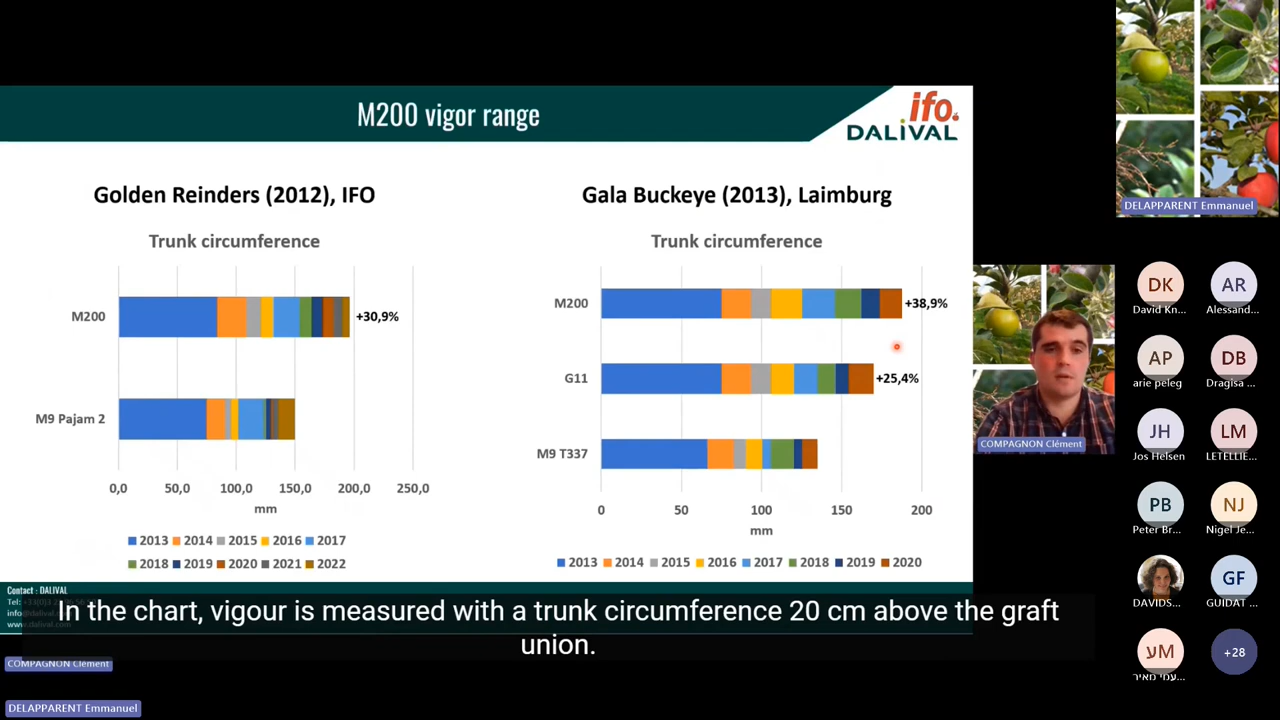 M200 vigor range
ifo.
DALIVAL
Golden Reinders (2012), IFO
Trunk circumference
M200
+30,9%
M9 Pajam 2
0,0 50,0 100,0 150,0 200,0 250,0
mm
2013 2014 2015 2016 2017
2018 2019 2020 2021 2022
Gala Buckeye (2013), Laimburg
Trunk circumference
M200
+38,9%
G11
+25,4%
M9 T337
0 50 100 150 200
mm
2013 2014 2015 2016 2017 2018 2019 2020
Contact : DALIVAL
In the chart, vigour is measured with a trunk circumference 20 cm above the graft
union.
COMPAGNON Clément
DELAPPARENT Emmanuel
COMPAGNON Clément
DELAPPARENT Emmanuel
DK
David Kn...
AR
Alessand...
AP
arie peleg
DB
Dragisa ...
JH
Jos Helsen
LM
LETELLIE...
PB
Peter Br...
NJ
Nigel Je...
DAVIDS...
GF
GUIDAT ...
עM
עמי מאיר...
+28